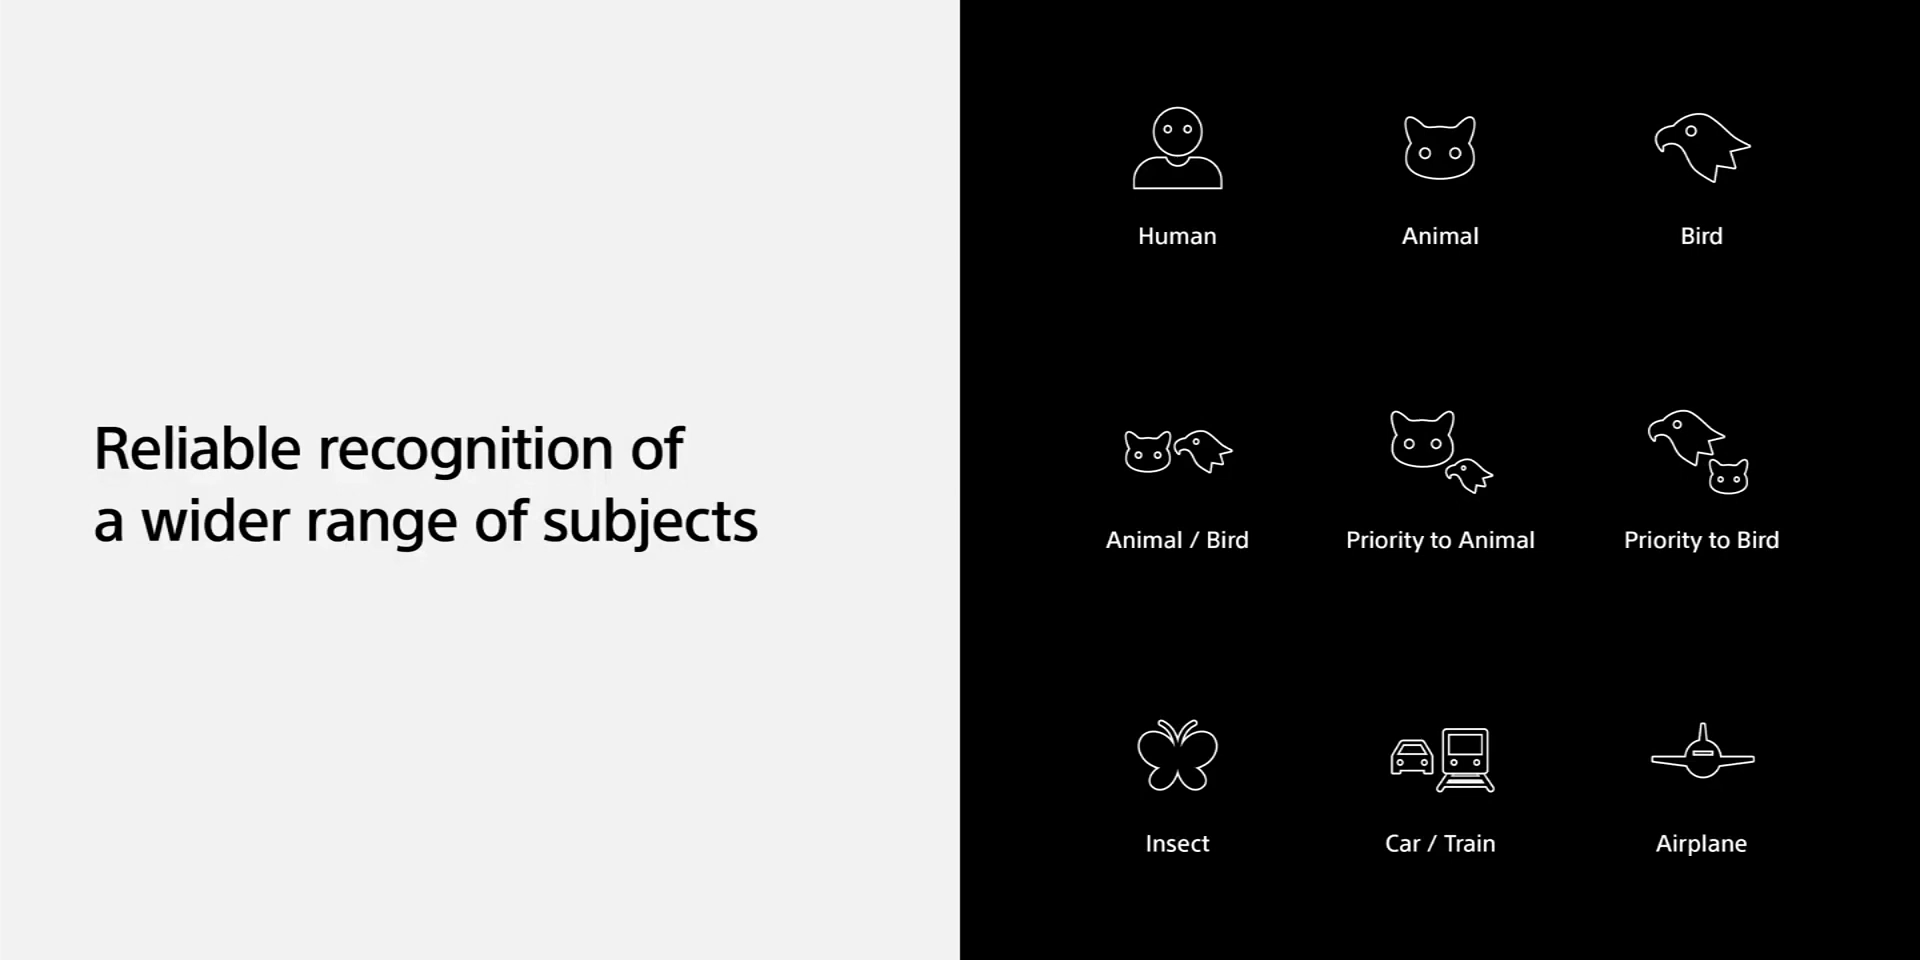 Reliable recognition of
a wider range of subjects
Human
Animal
Bird
Animal / Bird
Priority to Animal
Priority to Bird
Insect
Car / Train
Airplane